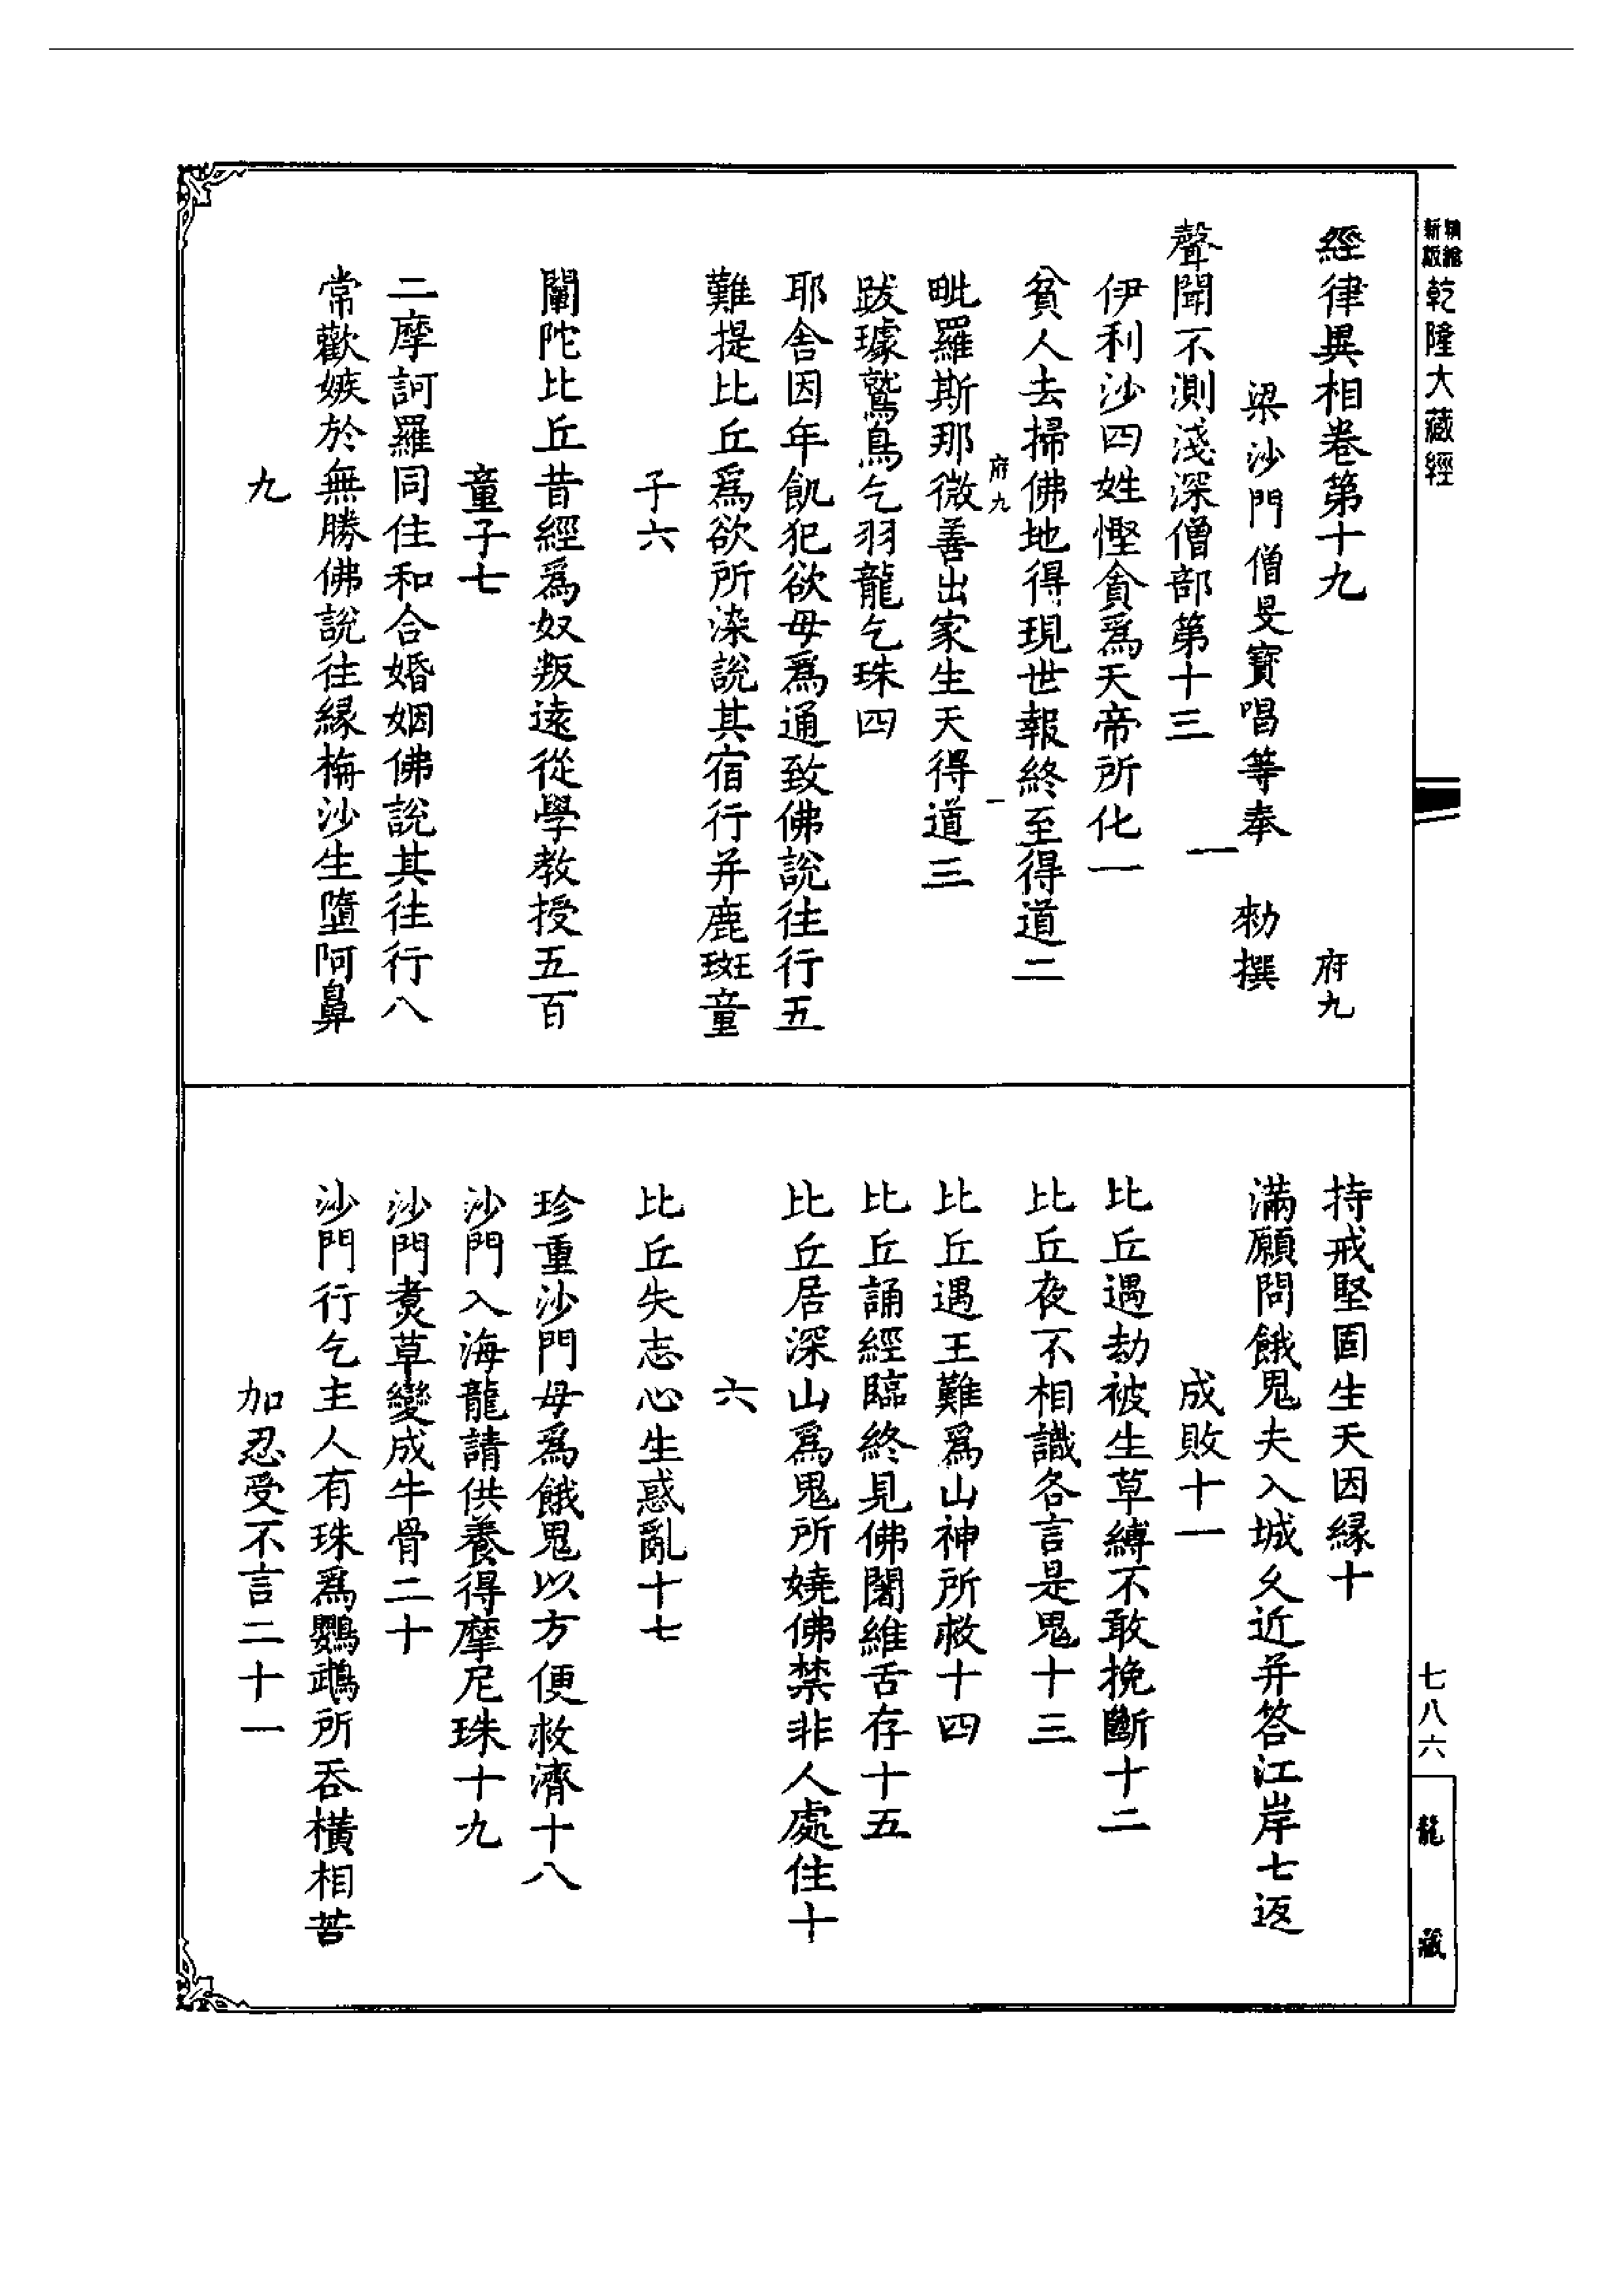 精縮新版乾隆大藏經
經律異相卷第十九 府九
梁沙門僧旻寶唱等奉 勑撰
聲聞不測淺深僧部第十三 一
伊利沙四姓慳貪爲天帝所化一
貧人去掃佛地得現世報終至得道二
府九 一
毗羅斯那微善出家生天得道三
跋璩鷲鳥乞羽龍乞珠四
耶舍因年飢犯欲母爲通致佛說往行五
難提比丘爲欲所染說其宿行并鹿斑童
子六
闡陀比丘昔經爲奴叛遠從學教授五百
童子七
二摩訶羅同住和合婚姻佛說其往行八
常歡嫉於無勝佛說往緣梅沙生墮阿鼻
九
持戒堅固生天因緣十
滿願問餓鬼夫入城久近并答江岸七返
成敗十一
比丘遇劫被生草縛不敢挽斷十二
比丘夜不相識各言是鬼十三
比丘遇王難爲山神所救十四
比丘誦經臨終見佛闍維舌存十五
比丘居深山爲鬼所嬈佛禁非人處住十
六
比丘失志心生惑亂十七
珍重沙門母爲餓鬼以方便救濟十八
沙門入海龍請供養得摩尼珠十九
沙門煑草變成牛骨二十
沙門行乞主人有珠爲鸚鵡所吞橫相苦
加忍受不言二十一
七八六
龍藏